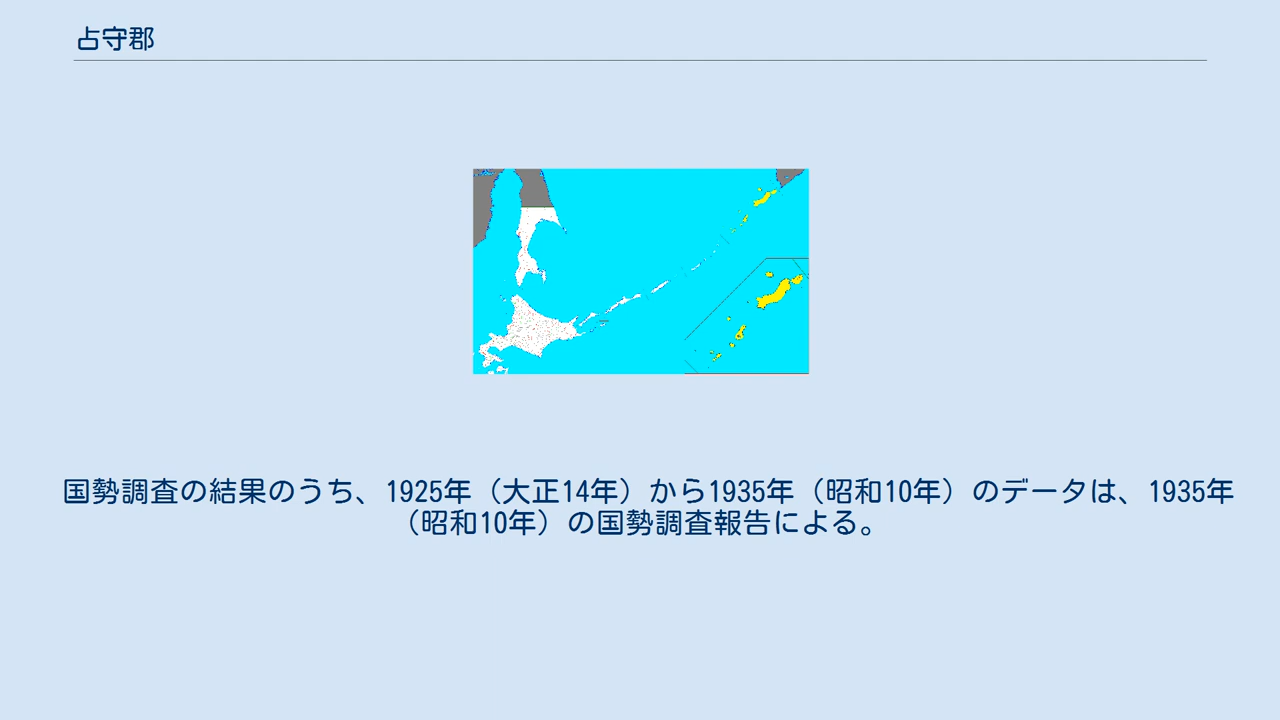 占守郡
国勢調査の結果のうち、1925年（大正14年）から1935年（昭和10年）のデータは、1935年
（昭和10年）の国勢調査報告による。